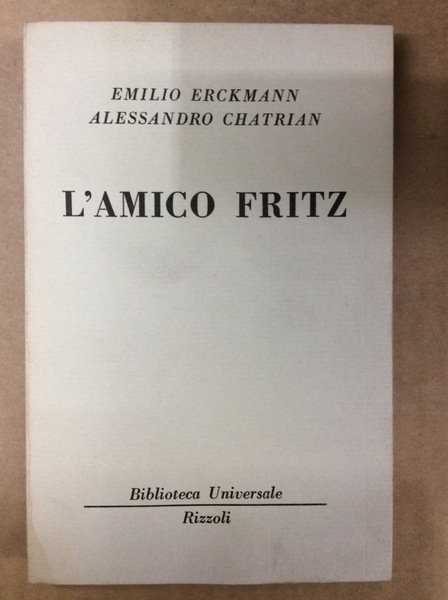 EMILIO ERCKMANN
ALESSANDRO CHATRIAN
L'AMICO FRITZ
Biblioteca Universale
Rizzoli